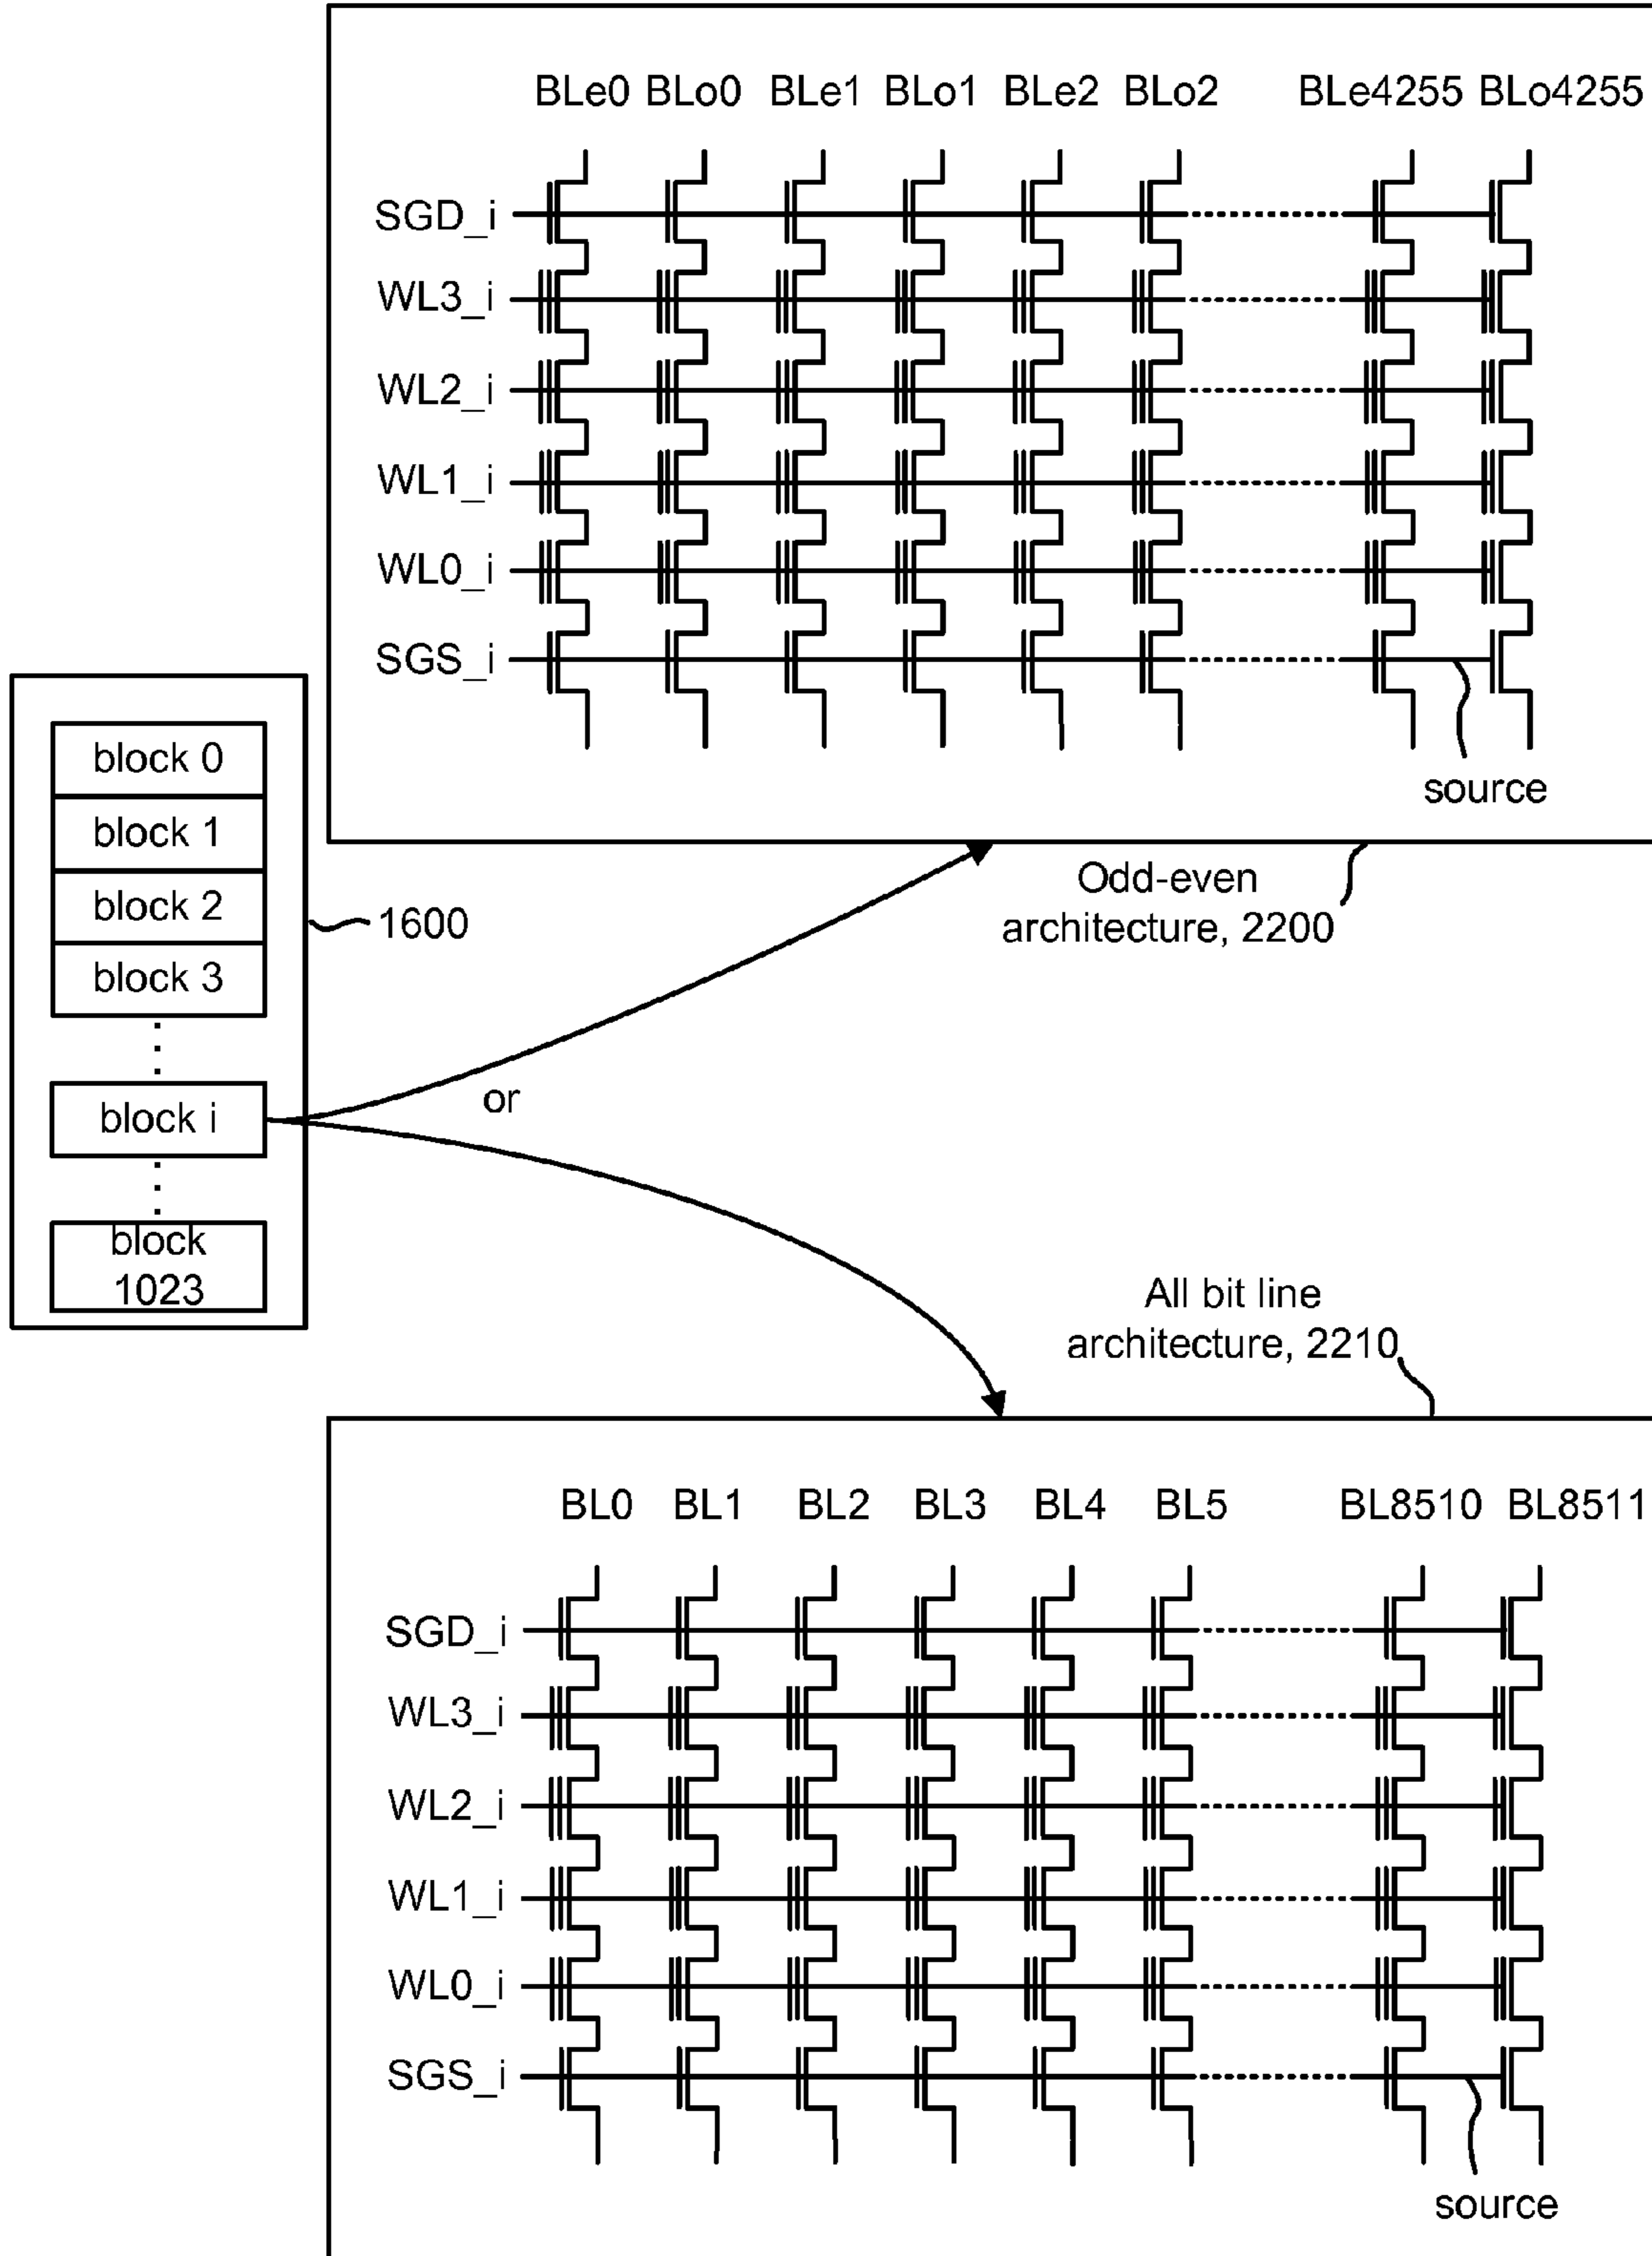 BLe0 BLo0 BLe1 BLo1 BLe2 BLo2 BLe4255 BLo4255
SGD_i
WL3_i
WL2_i
WL1_i
WL0_i
SGS_i
source
block 0
block 1
block 2
block 3
block i
block
1023
1600
or
Odd-even
architecture, 2200
All bit line
architecture, 2210
BL0 BL1 BL2 BL3 BL4 BL5 BL8510 BL8511
SGD_i
WL3_i
WL2_i
WL1_i
WL0_i
SGS_i
source